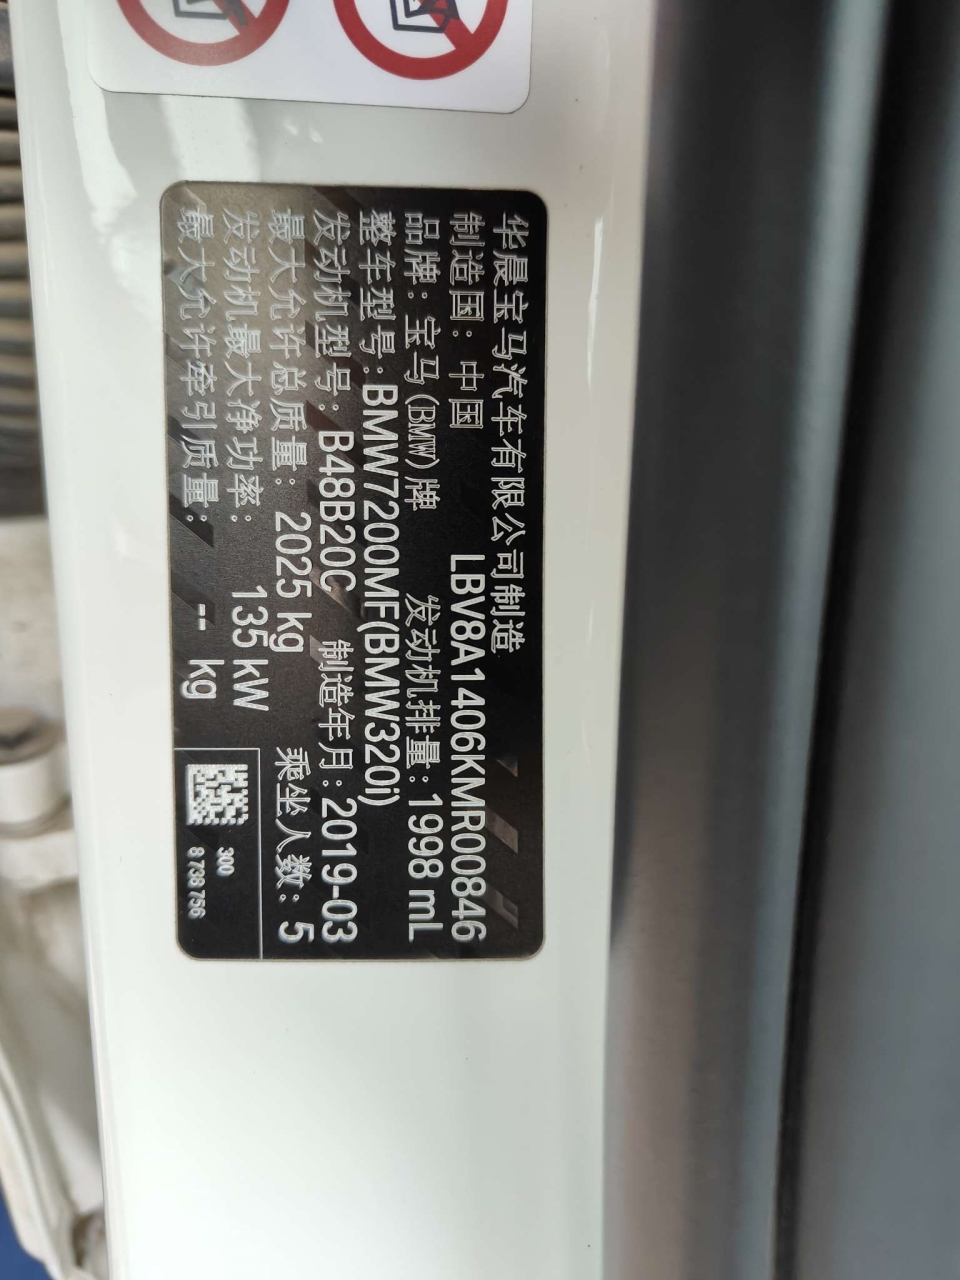 华晨宝马汽车有限公司制造
制造国: 中国 LBV8A1406KMR00846
品牌: 宝马(BMW)牌 发动机排量: 1998 mL
整车型号: BMW7200MF(BMW320i)
发动机型号: B48B20C 制造年月: 2019-03
最大允许总质量: 2025 kg 乘坐人数: 5
发动机最大净功率: 135 kW
最大允许牵引质量: -- kg
300
8 738 756